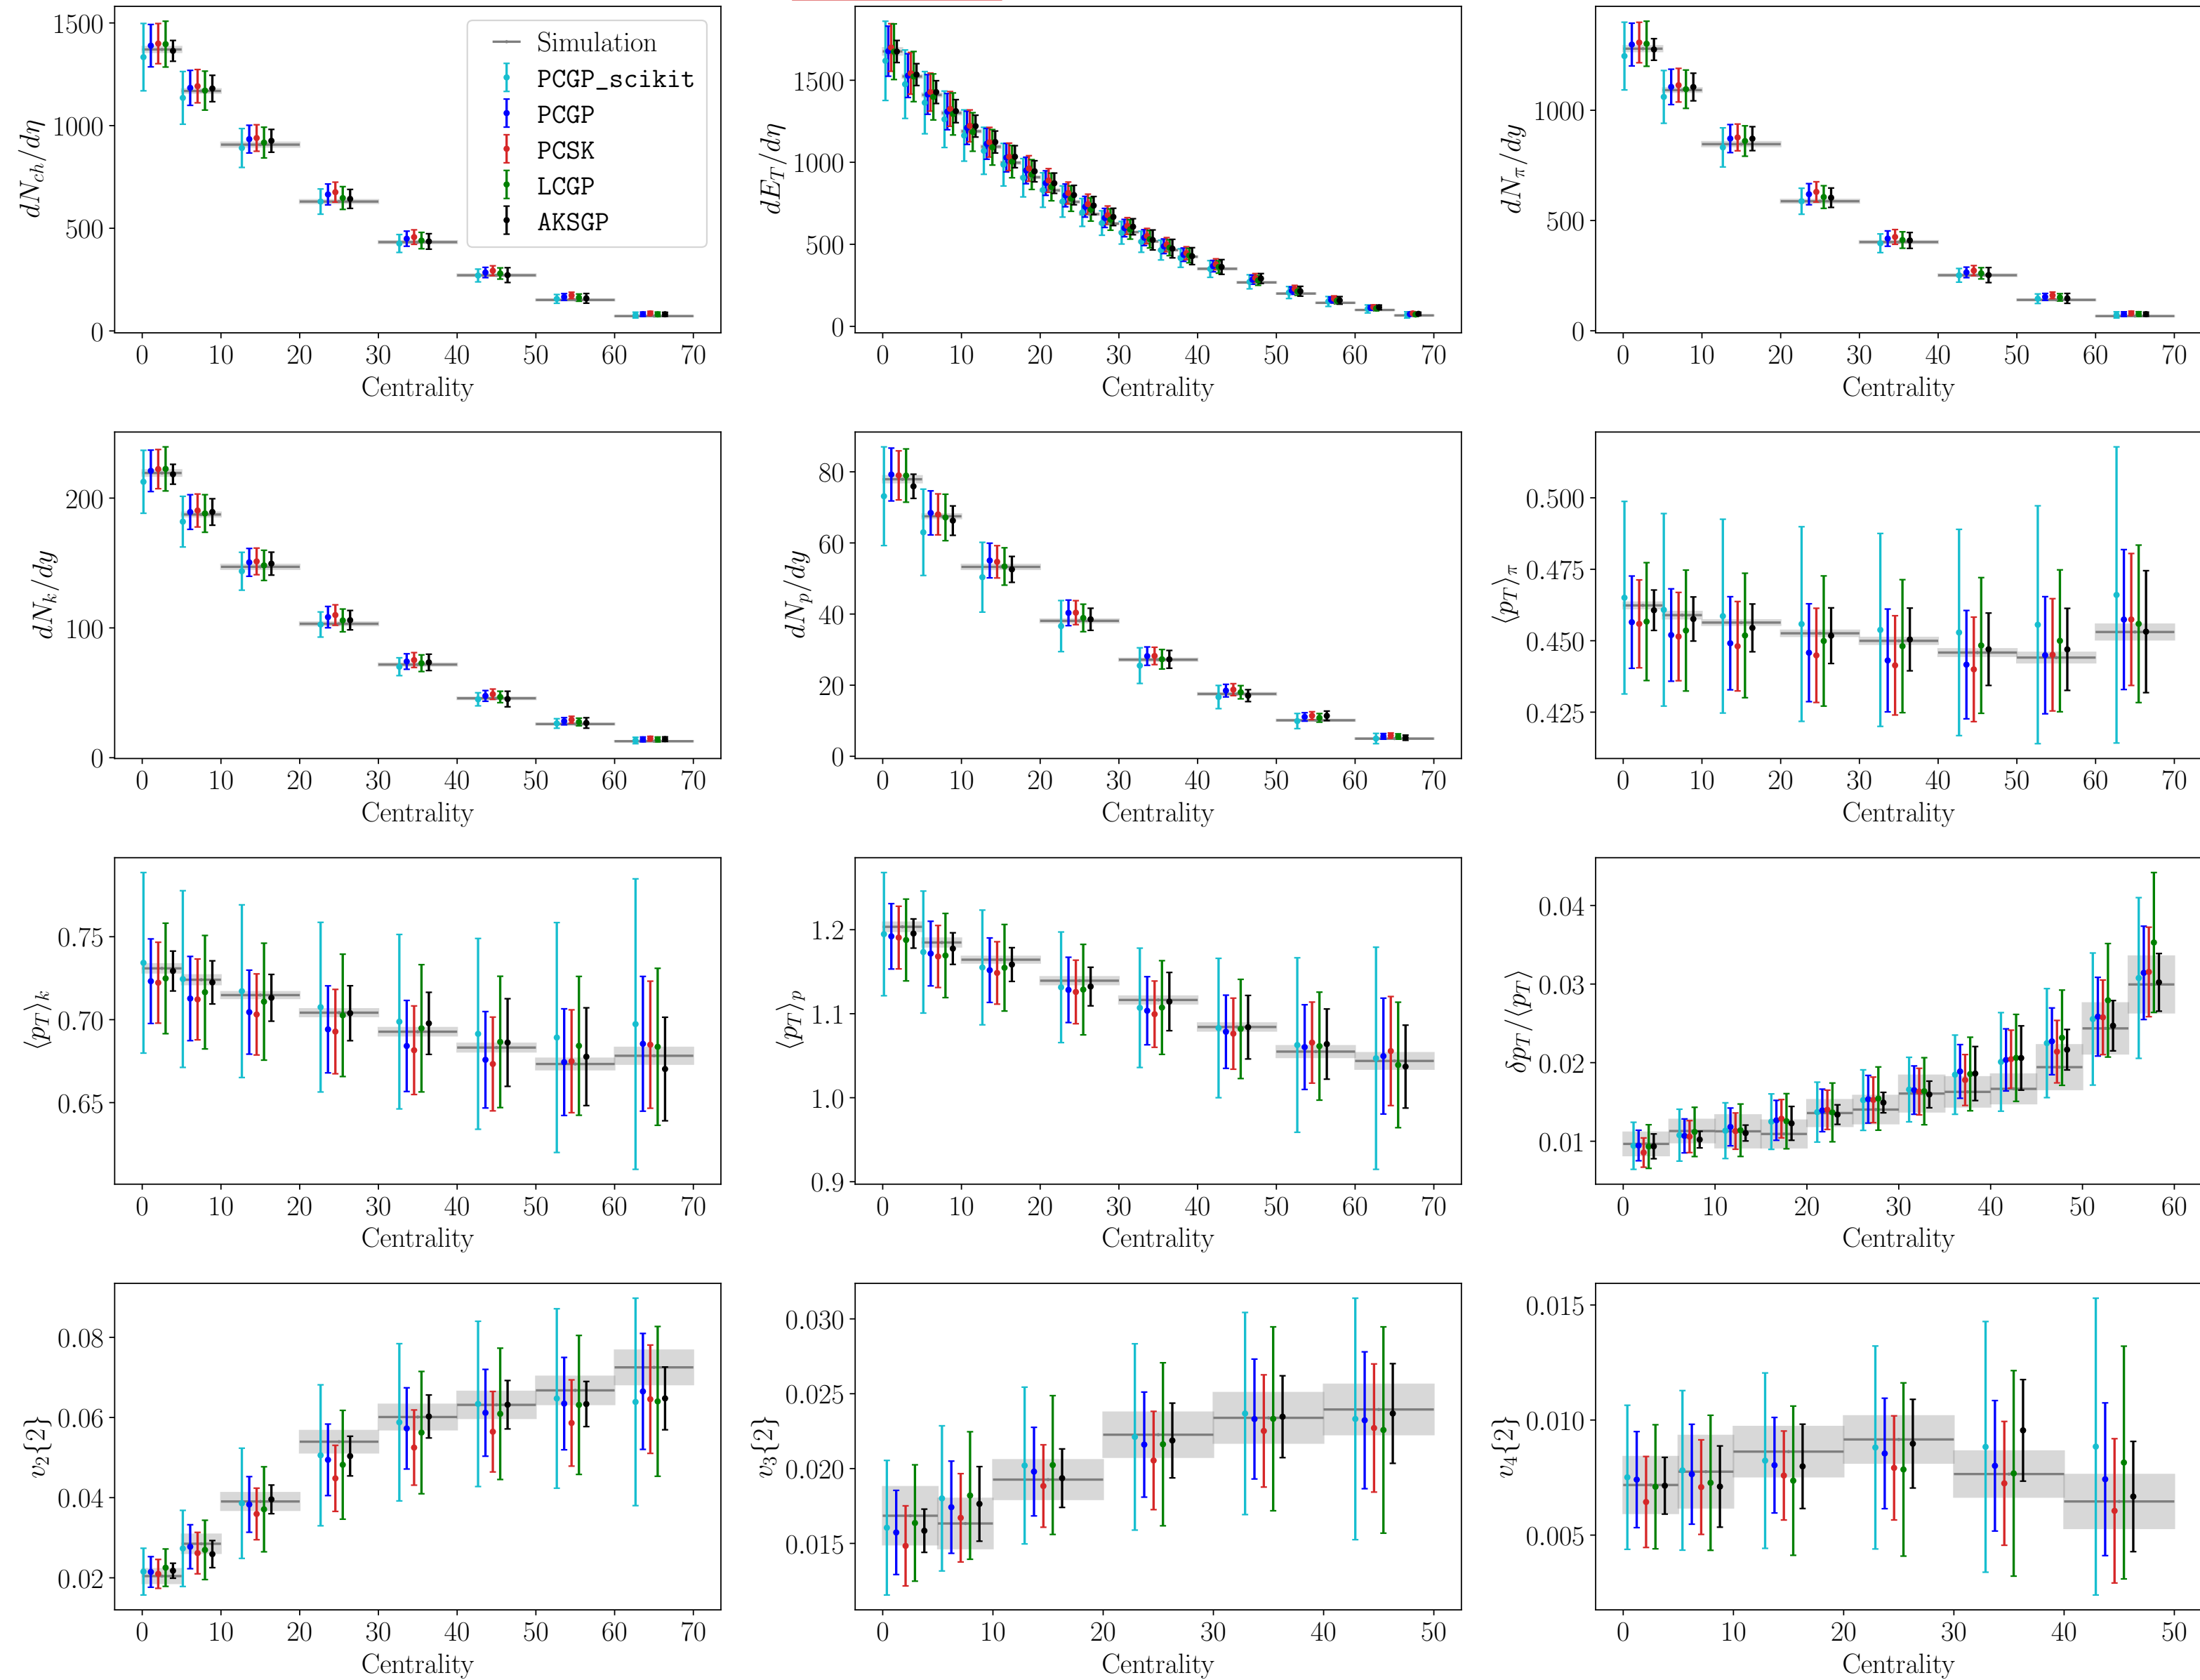 1500
1000
500
0
dN_{ch}/dη
Simulation
PCGP_scikit
PCGP
PCSK
LCGP
AKSGP
0 10 20 30 40 50 60 70
Centrality
1500
1000
500
0
dE_T/dη
0 10 20 30 40 50 60 70
Centrality
1000
500
0
dN_π/dy
0 10 20 30 40 50 60 70
Centrality
200
100
0
dN_k/dy
0 10 20 30 40 50 60 70
Centrality
80
60
40
20
0
dN_p/dy
0 10 20 30 40 50 60 70
Centrality
0.500
0.475
0.450
0.425
⟨p_T⟩_π
0 10 20 30 40 50 60 70
Centrality
0.75
0.70
0.65
⟨p_T⟩_k
0 10 20 30 40 50 60 70
Centrality
1.2
1.1
1.0
0.9
⟨p_T⟩_p
0 10 20 30 40 50 60 70
Centrality
0.04
0.03
0.02
0.01
δp_T/⟨p_T⟩
0 10 20 30 40 50 60
Centrality
0.08
0.06
0.04
0.02
v_2{2}
0 10 20 30 40 50 60 70
Centrality
0.030
0.025
0.020
0.015
v_3{2}
0 10 20 30 40 50
Centrality
0.015
0.010
0.005
v_4{2}
0 10 20 30 40 50
Centrality